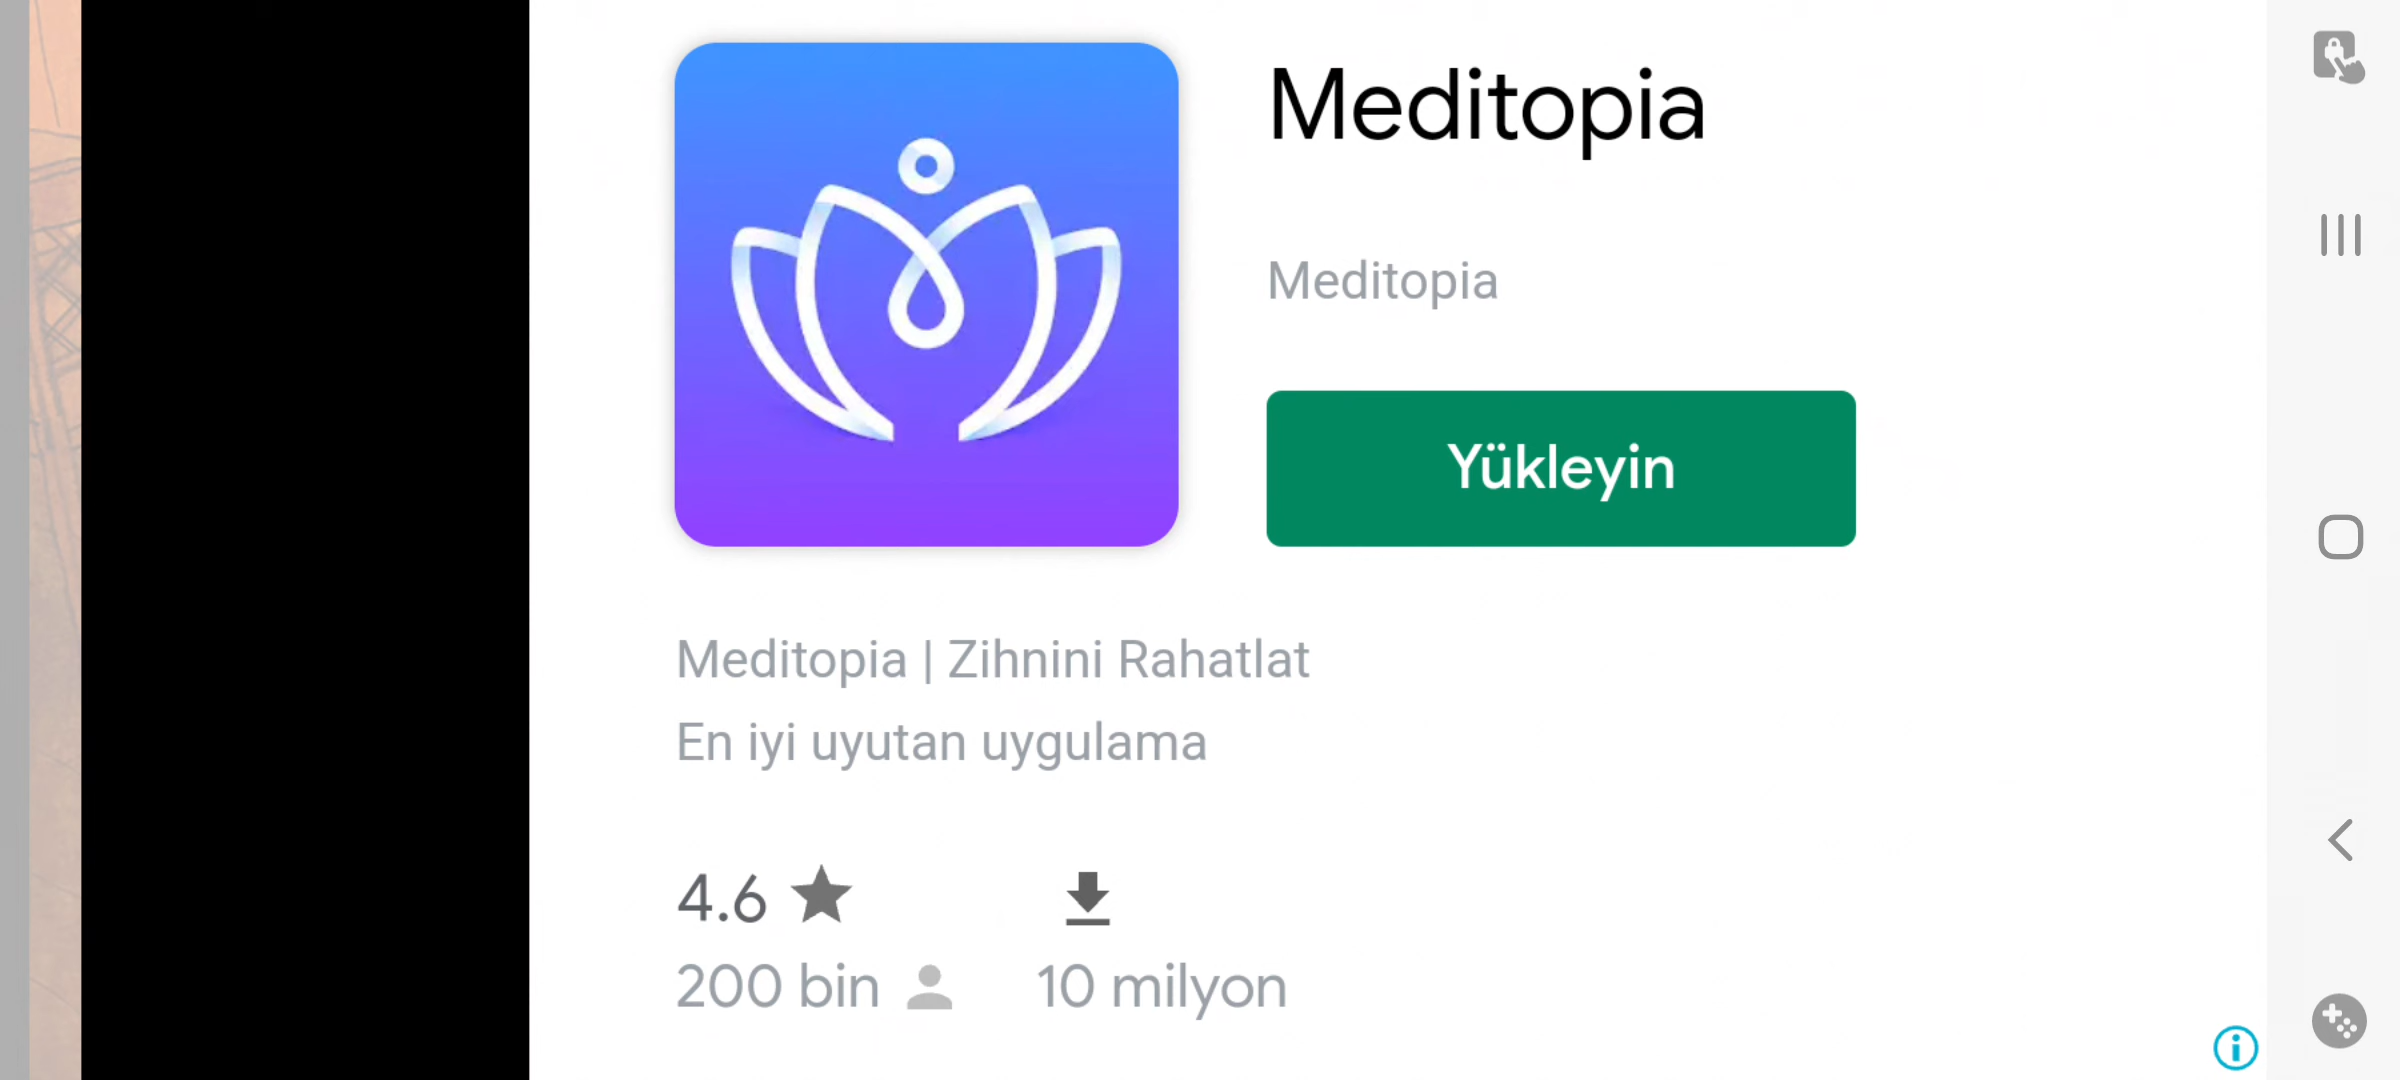 Meditopia
Meditopia
Yükleyin
Meditopia | Zihnini Rahatlat
En iyi uyutan uygulama
4.6
200 bin
10 milyon